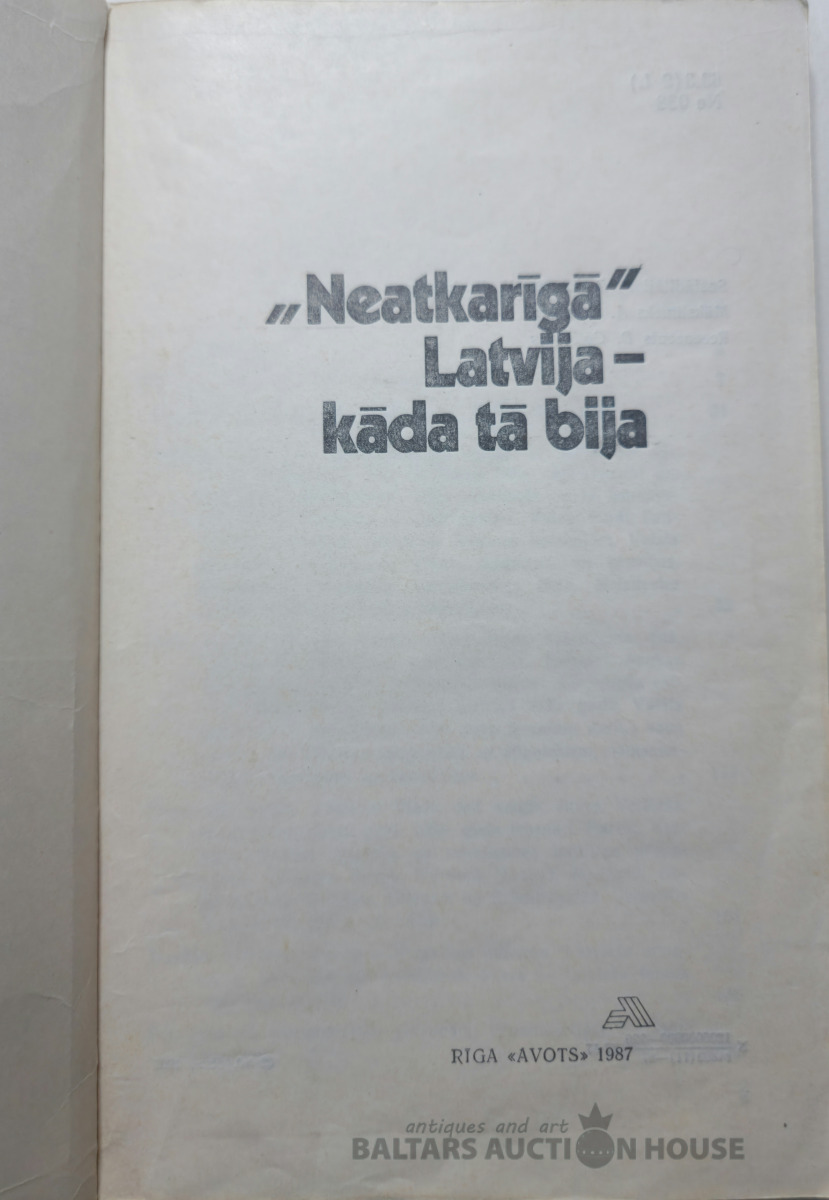 „Neatkarīgā”
Latvija –
kāda tā bija
RIGA «AVOTS» 1987
antiques and art
BALTARS AUCTION HOUSE